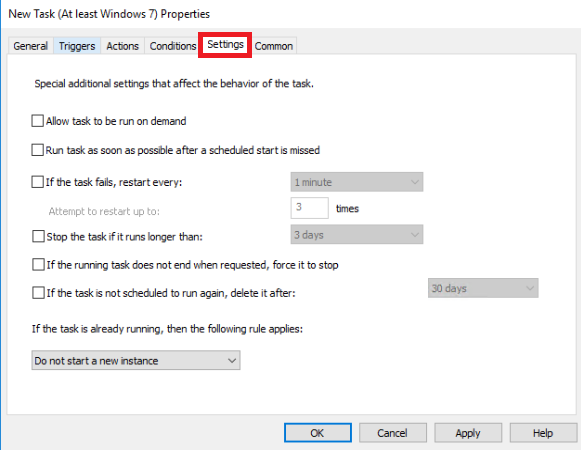 New Task (At least Windows 7) Properties
General Triggers Actions Conditions Settings Common
Special additional settings that affect the behavior of the task.
Allow task to be run on demand
Run task as soon as possible after a scheduled start is missed
If the task fails, restart every: 1 minute
Attempt to restart up to: 3 times
Stop the task if it runs longer than: 3 days
If the running task does not end when requested, force it to stop
If the task is not scheduled to run again, delete it after: 30 days
If the task is already running, then the following rule applies:
Do not start a new instance
OK Cancel Apply Help